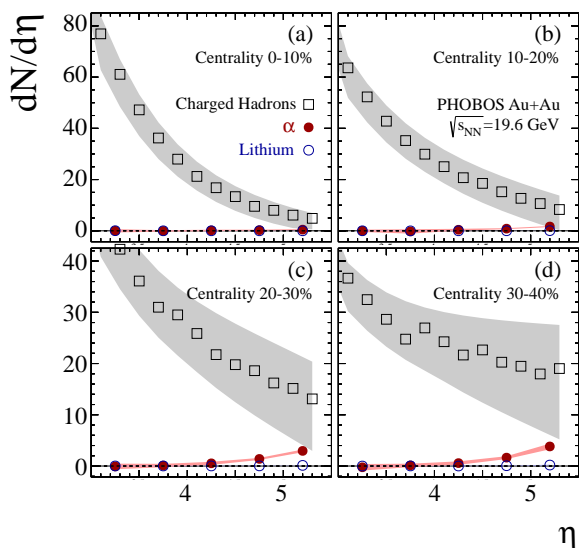 dN/dη
80
60
40
20
0
(a)
Centrality 0-10%
Charged Hadrons
α
Lithium
(b)
Centrality 10-20%
PHOBOS Au+Au
√s_NN=19.6 GeV
40
30
20
10
0
(c)
Centrality 20-30%
(d)
Centrality 30-40%
4
5
4
5
η